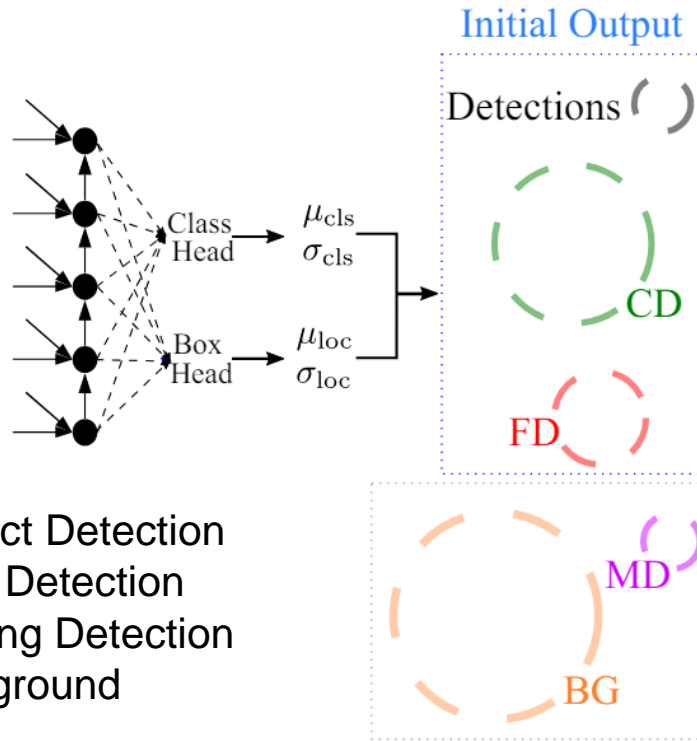 Initial Output
Detections
Class
Head
μcls
σcls
CD
Box
Head
μloc
σloc
FD
ct Detection
Detection
ng Detection
ground
MD
BG